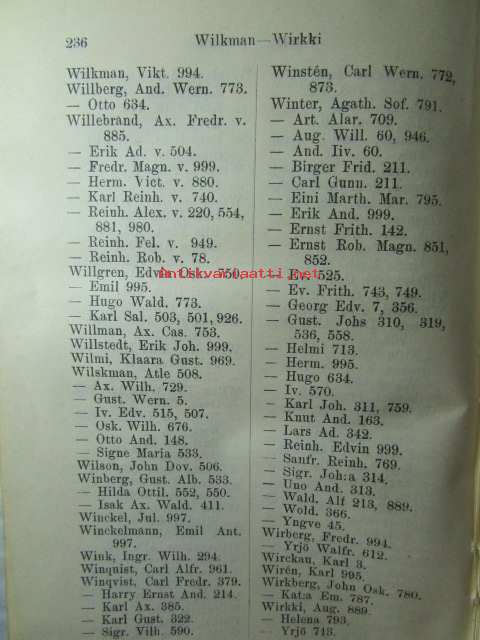 236
Wilkman—Wirkki
Wilkman, Vikt. 994.
Willberg, And. Wern. 773.
— Otto 634.
Willebrand, Ax. Fredr. v.
885.
— Erik Ad. v. 504.
— Fredr. Magn. v. 999.
— Herm. Vict. v. 880.
— Karl Reinh. v. 740.
— Reinh. Alex. v. 220, 554,
881, 980.
— Reinh. Fel. v. 949.
— Reinh. Rob. v. 78.
Willgren, Edw. Osk. 750.
— Emil 995.
— Hugo Wald. 773.
— Karl Sal. 503, 501, 926.
Willman, Ax. Cas. 753.
Willstedt, Erik Joh. 999.
Wilmi, Klaara Gust. 969.
Wilskman, Atle 508.
— Ax. Wilh. 729.
— Gust. Wern. 5.
— Iv. Edv. 515, 507.
— Osk. Wilh. 676.
— Otto And. 148.
— Signe Maria 533.
Wilson, John Dov. 506.
Winberg, Gust. Alb. 533.
— Hilda Ottil. 552, 550.
— Isak Ax. Wald. 411.
Winckel, Jul. 997.
Winckelmann, Emil Ant.
997.
Wink, Ingr. Wilh. 294.
Winquist, Carl Alfr. 961.
Winqvist, Carl Fredr. 379.
— Harry Ernst And. 214.
— Karl Ax. 385.
— Karl Gust. 322.
— Sigr. Vilh. 590.
Winstén, Carl Wern. 772,
873.
Winter, Agath. Sof. 791.
— Art. Alar. 709.
— Aug. Will. 60, 946.
— And. Iiv. 60.
— Birger Frid. 211.
— Carl Gunn. 211.
— Eini Marth. Mar. 795.
— Erik And. 999.
— Ernst Frith. 142.
— Ernst Rob. Magn. 851,
852.
— Ev. 525.
— Ev. Frith. 743, 749.
— Georg Edv. 7, 356.
— Gust. Johs 310, 319,
536, 558.
— Helmi 713.
— Herm. 995.
— Hugo 634.
— Iv. 570.
— Karl Joh. 311, 759.
— Knut And. 163.
— Lars Ad. 342.
— Reinh. Edvin 999.
— Sanfr. Reinh. 769.
— Sigr. Joh:a 314.
— Uno And. 313.
— Wald. Alf 213, 889.
— Wold. 366.
— Yngve 45.
Wirberg, Fredr. 994.
— Yrjö Walfr. 612.
Wirckau, Karl 3.
Wirén, Karl 995.
Wirkberg, John Osk. 780.
— Kat:a Em. 787.
Wirkki, Aug. 889.
— Helena 793.
— Yrjö 713.
Antikvariaatti.net